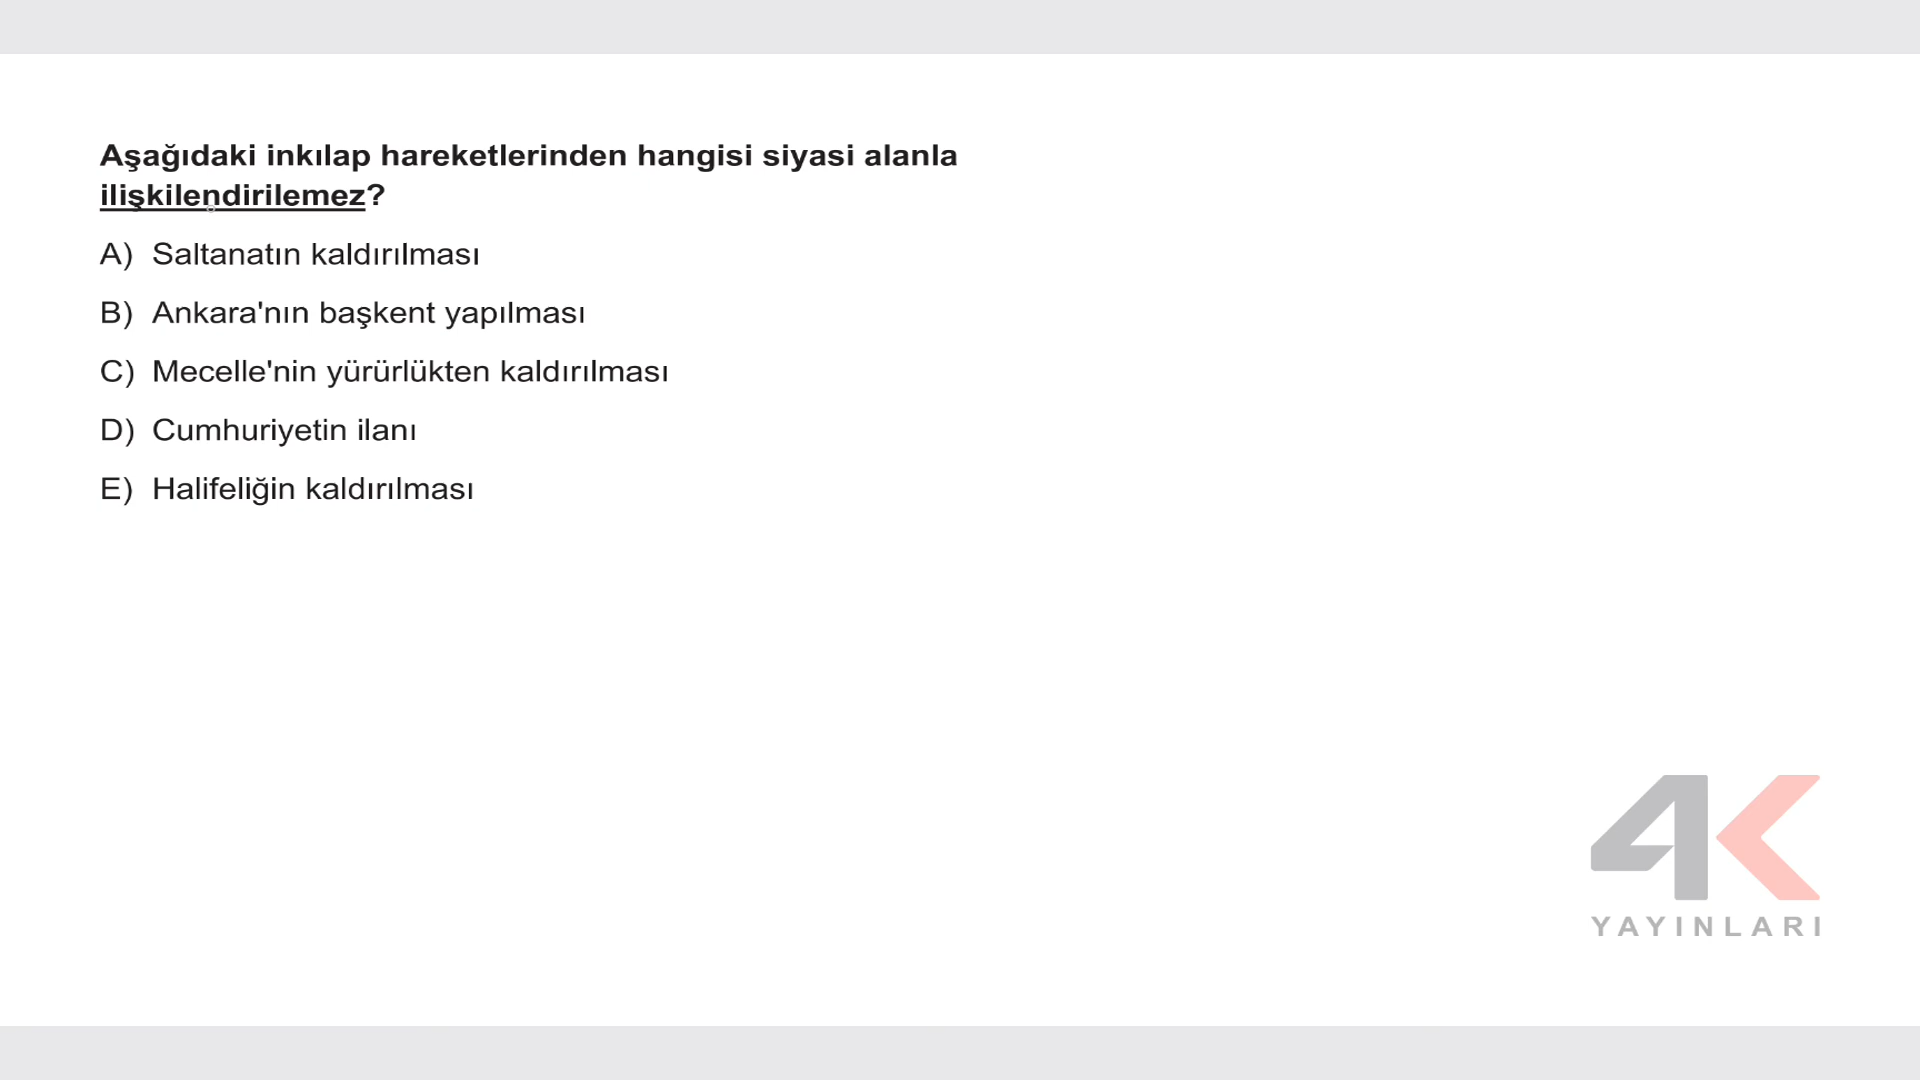 Aşağıdaki inkılap hareketlerinden hangisi siyasi alanla
ilişkilendirilemez?
A) Saltanatın kaldırılması
B) Ankara'nın başkent yapılması
C) Mecelle'nin yürürlükten kaldırılması
D) Cumhuriyetin ilanı
E) Halifeliğin kaldırılması
4K
YAYINLARI